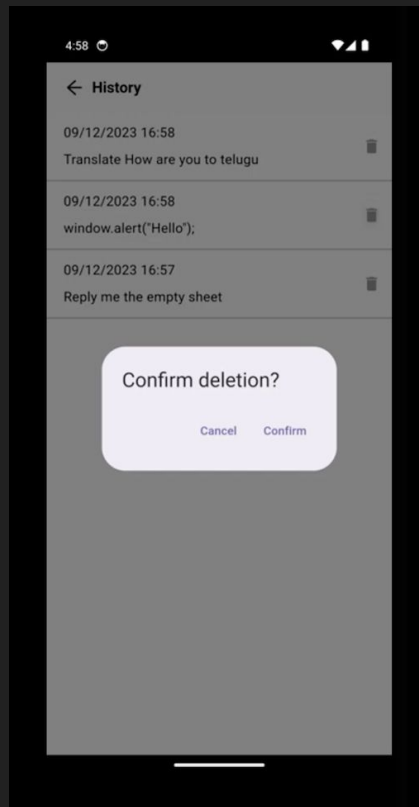 4:58
History
09/12/2023 16:58
Translate How are you to telugu
09/12/2023 16:58
window.alert("Hello");
09/12/2023 16:57
Reply me the empty sheet
Confirm deletion?
Cancel Confirm